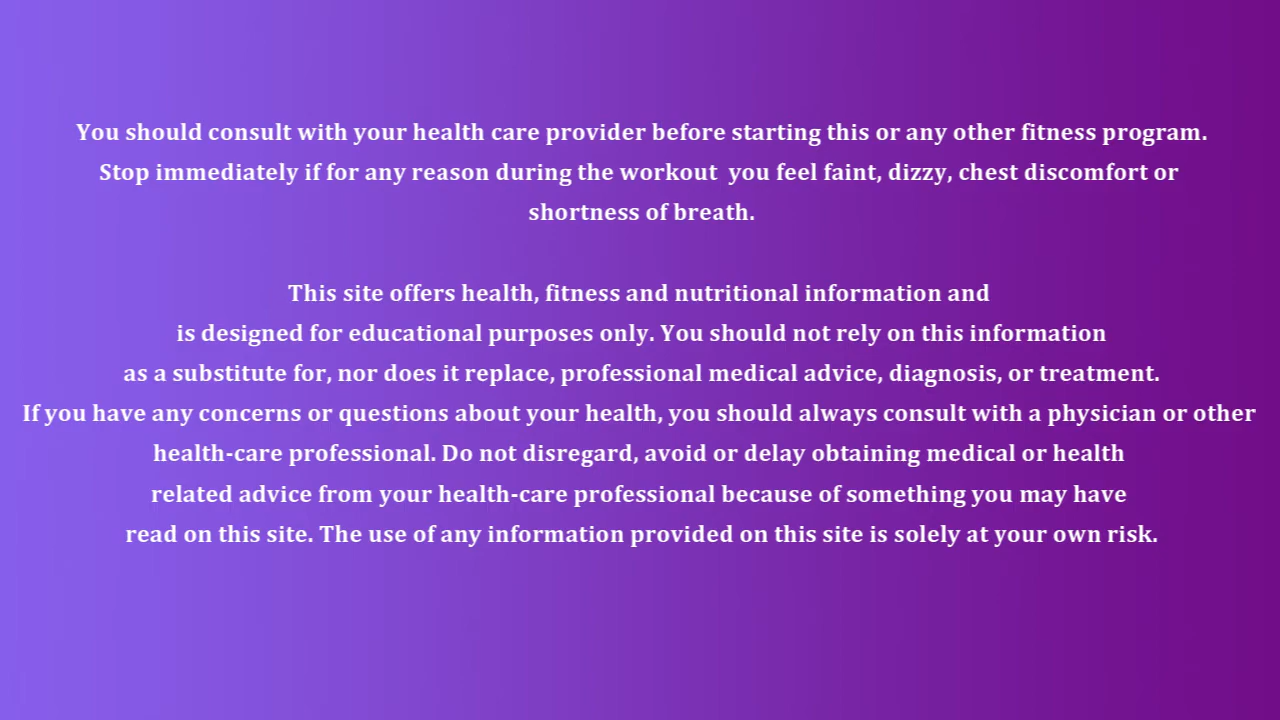 You should consult with your health care provider before starting this or any other fitness program.
Stop immediately if for any reason during the workout  you feel faint, dizzy, chest discomfort or
shortness of breath.
This site offers health, fitness and nutritional information and
is designed for educational purposes only. You should not rely on this information
as a substitute for, nor does it replace, professional medical advice, diagnosis, or treatment.
If you have any concerns or questions about your health, you should always consult with a physician or other
health-care professional. Do not disregard, avoid or delay obtaining medical or health
related advice from your health-care professional because of something you may have
read on this site. The use of any information provided on this site is solely at your own risk.